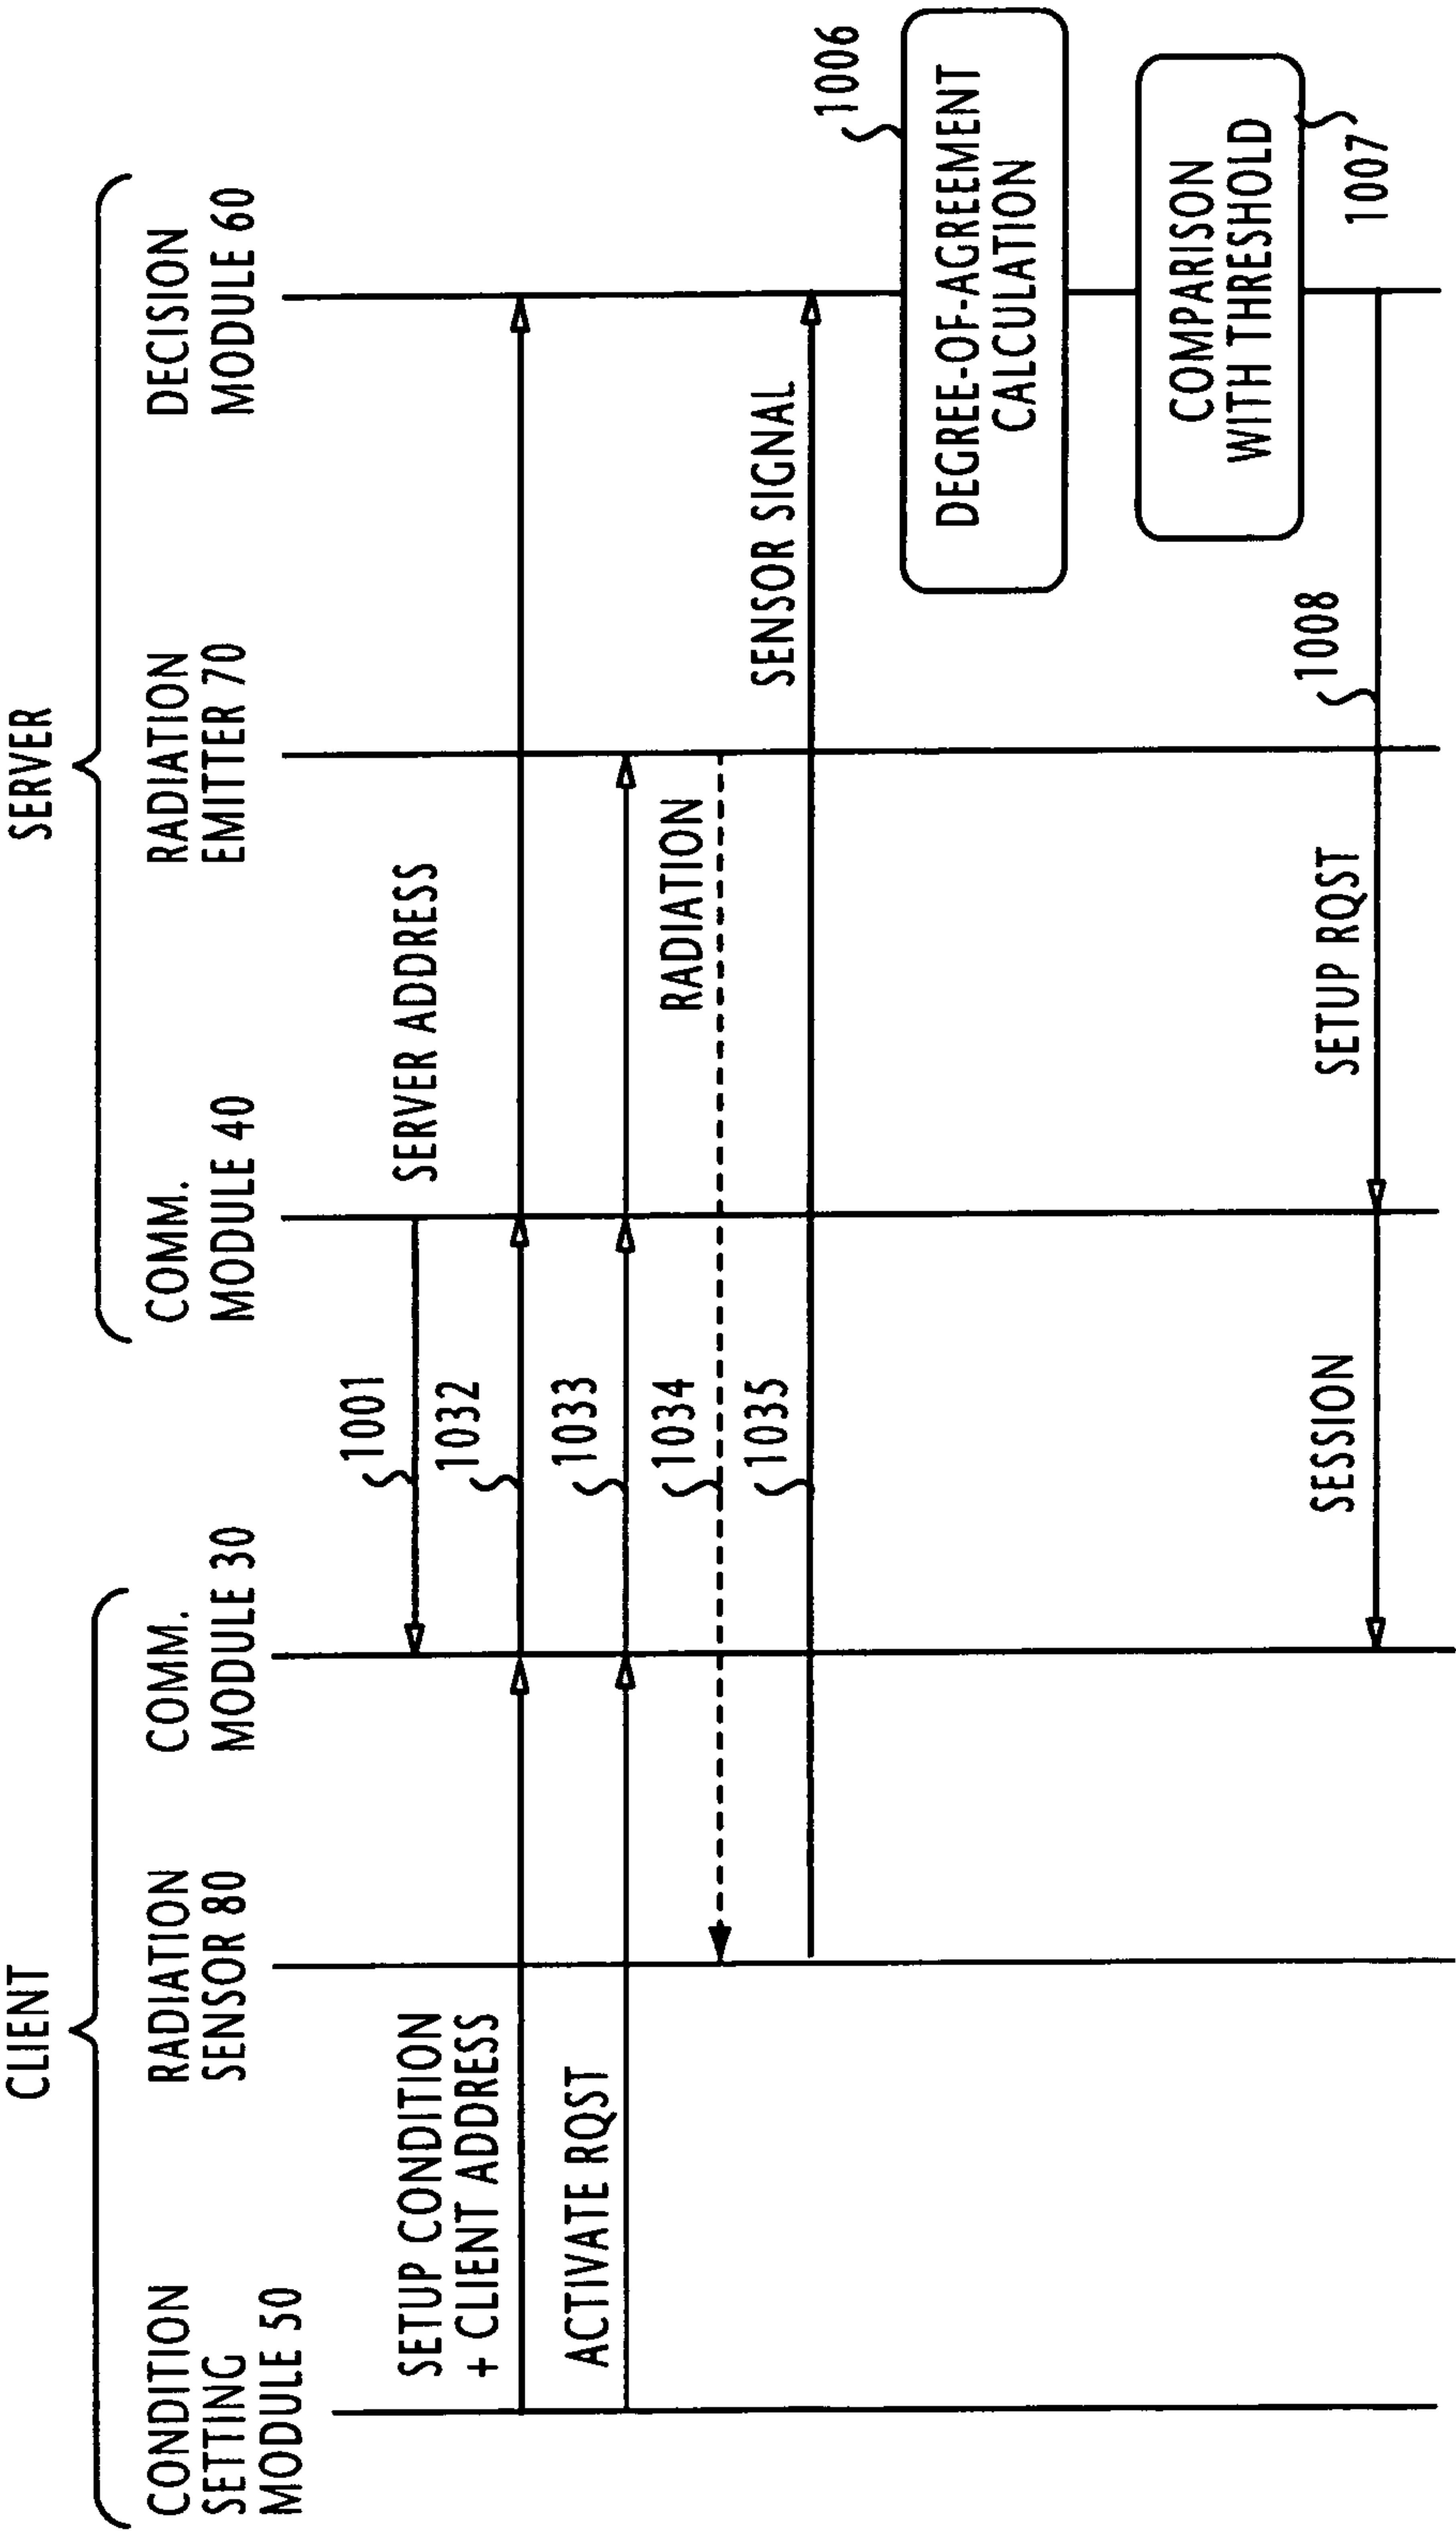 CLIENT
SERVER
CONDITION
SETTING
MODULE 50
RADIATION
SENSOR 80
COMM.
MODULE 30
COMM.
MODULE 40
RADIATION
EMITTER 70
DECISION
MODULE 60
1001
SERVER ADDRESS
SETUP CONDITION
+ CLIENT ADDRESS
1032
ACTIVATE RQST
1033
1034
RADIATION
1035
SENSOR SIGNAL
1006
DEGREE-OF-AGREEMENT
CALCULATION
COMPARISON
WITH THRESHOLD
1007
SESSION
SETUP RQST
1008